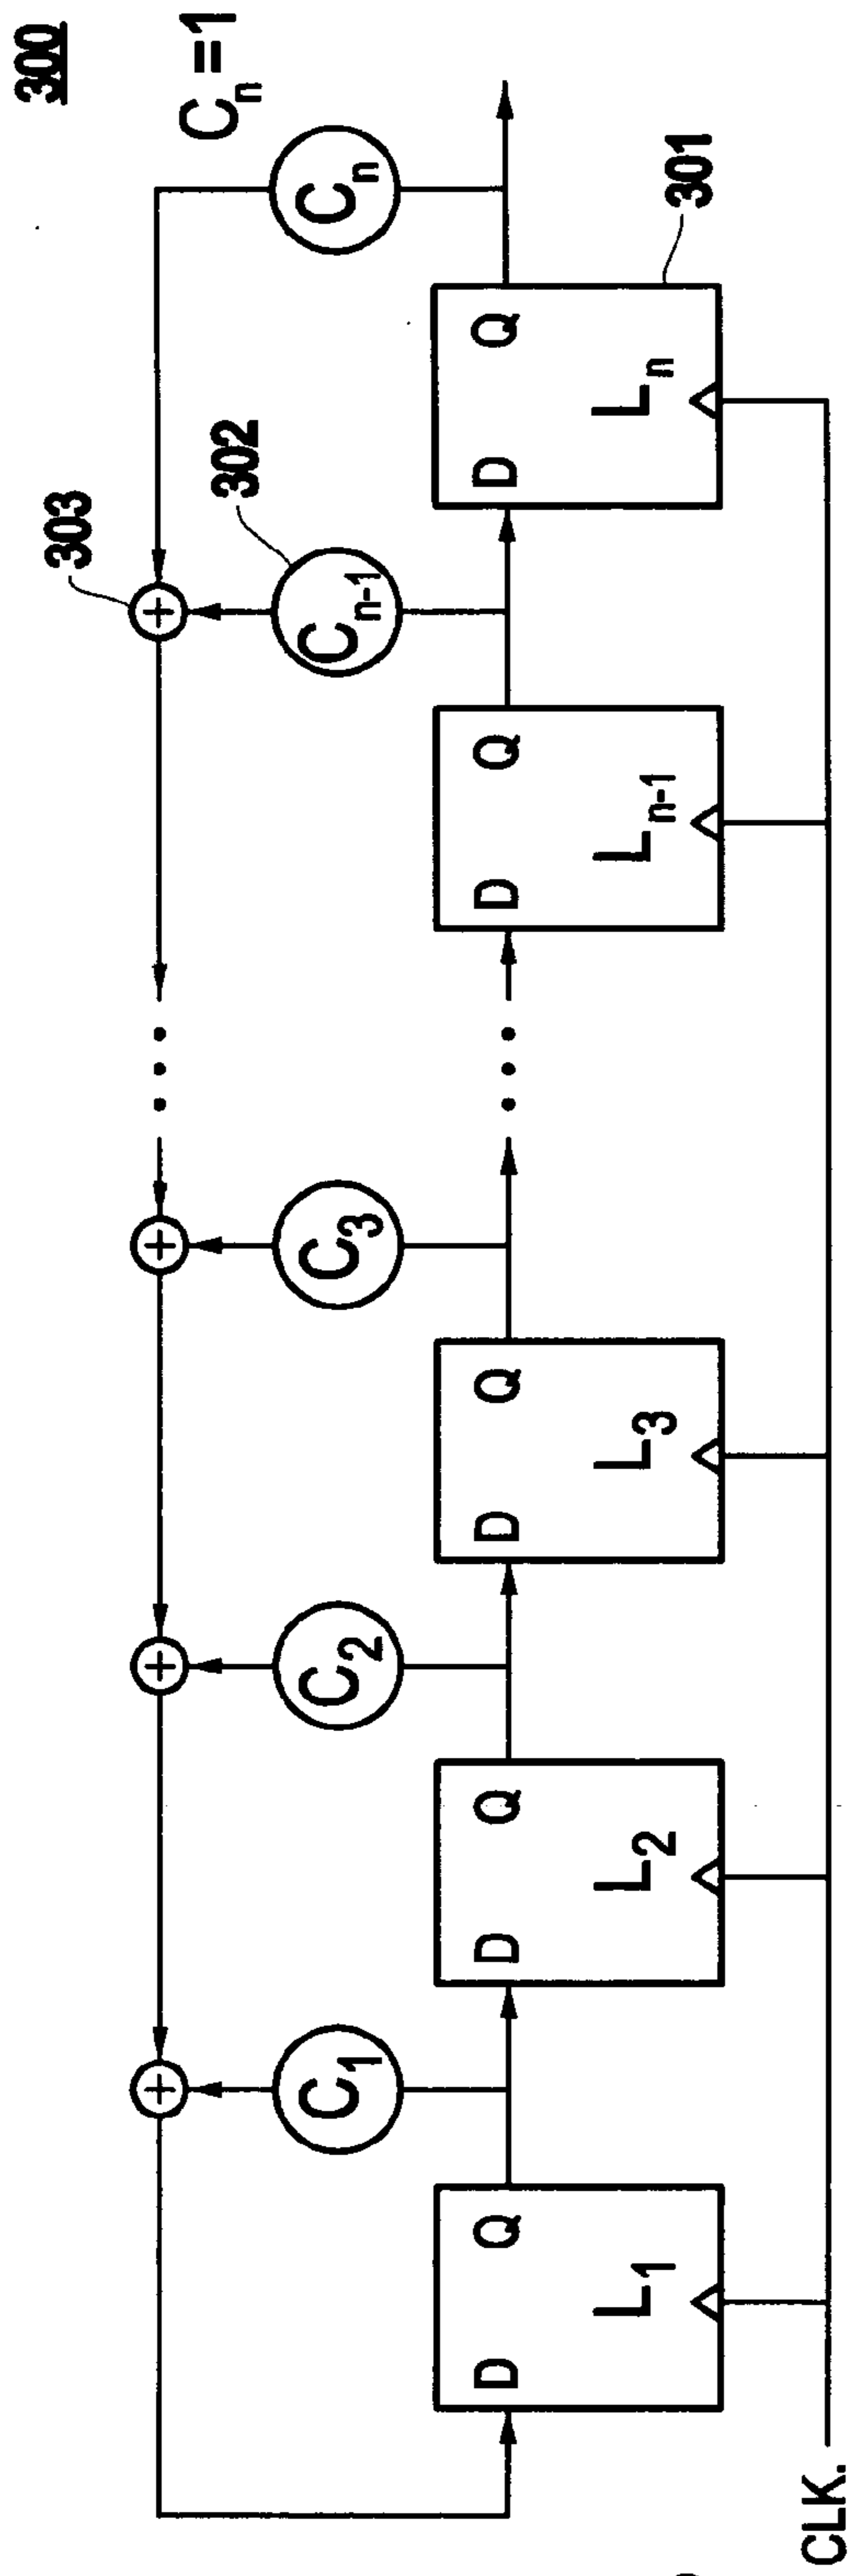 300
C_n =1
303
302
C_n
C_n-1
C_3
C_2
C_1
301
D Q
L_1
D Q
L_2
D Q
L_3
D Q
L_n-1
D Q
L_n
CLK.